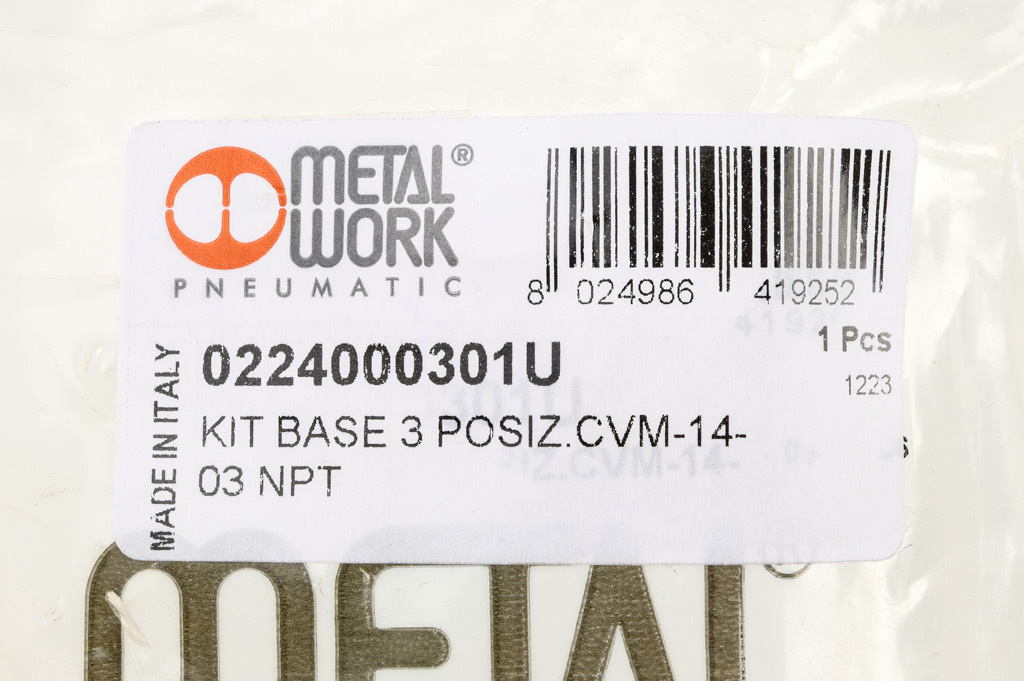 METAL®
WORK
PNEUMATIC
8 024986 419252
1 Pcs
1223
MADE IN ITALY
0224000301U
KIT BASE 3 POSIZ.CVM-14-
03 NPT
METAL®